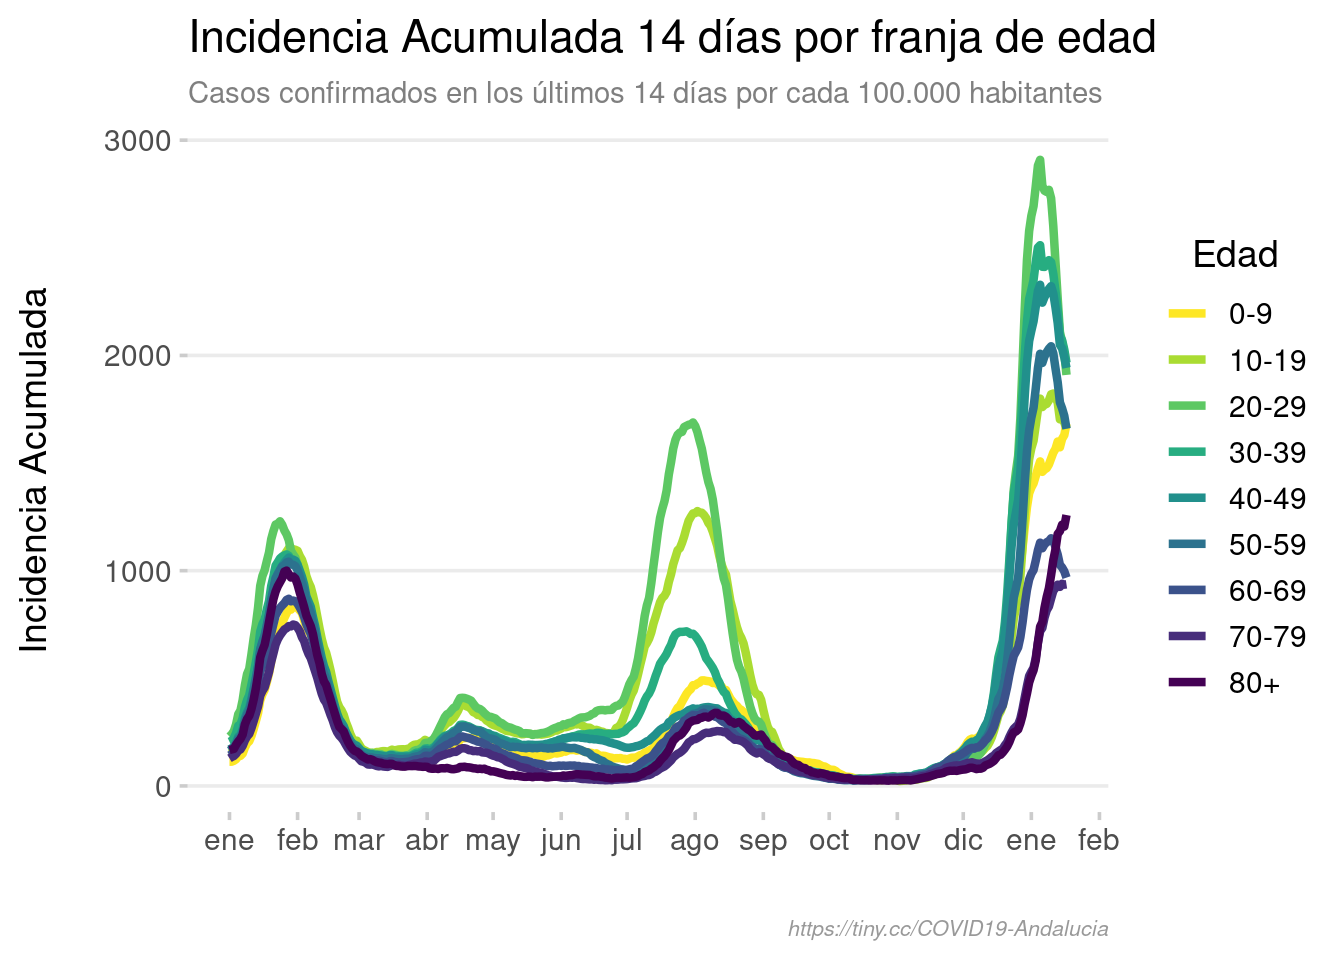 Incidencia Acumulada 14 días por franja de edad
Casos confirmados en los últimos 14 días por cada 100.000 habitantes
Incidencia Acumulada
3000
2000
1000
0
ene feb mar abr may jun jul ago sep oct nov dic ene feb
Edad
0-9
10-19
20-29
30-39
40-49
50-59
60-69
70-79
80+
https://tiny.cc/COVID19-Andalucia